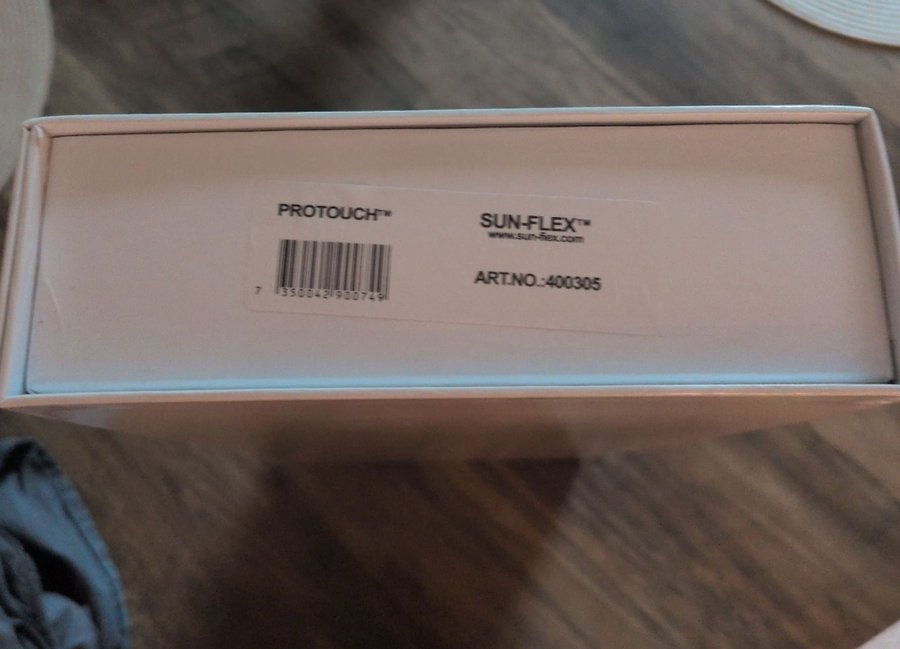 PROTOUCH™
7 350042 900749
SUN-FLEX™
www.sun-flex.com
ART.NO.:400305